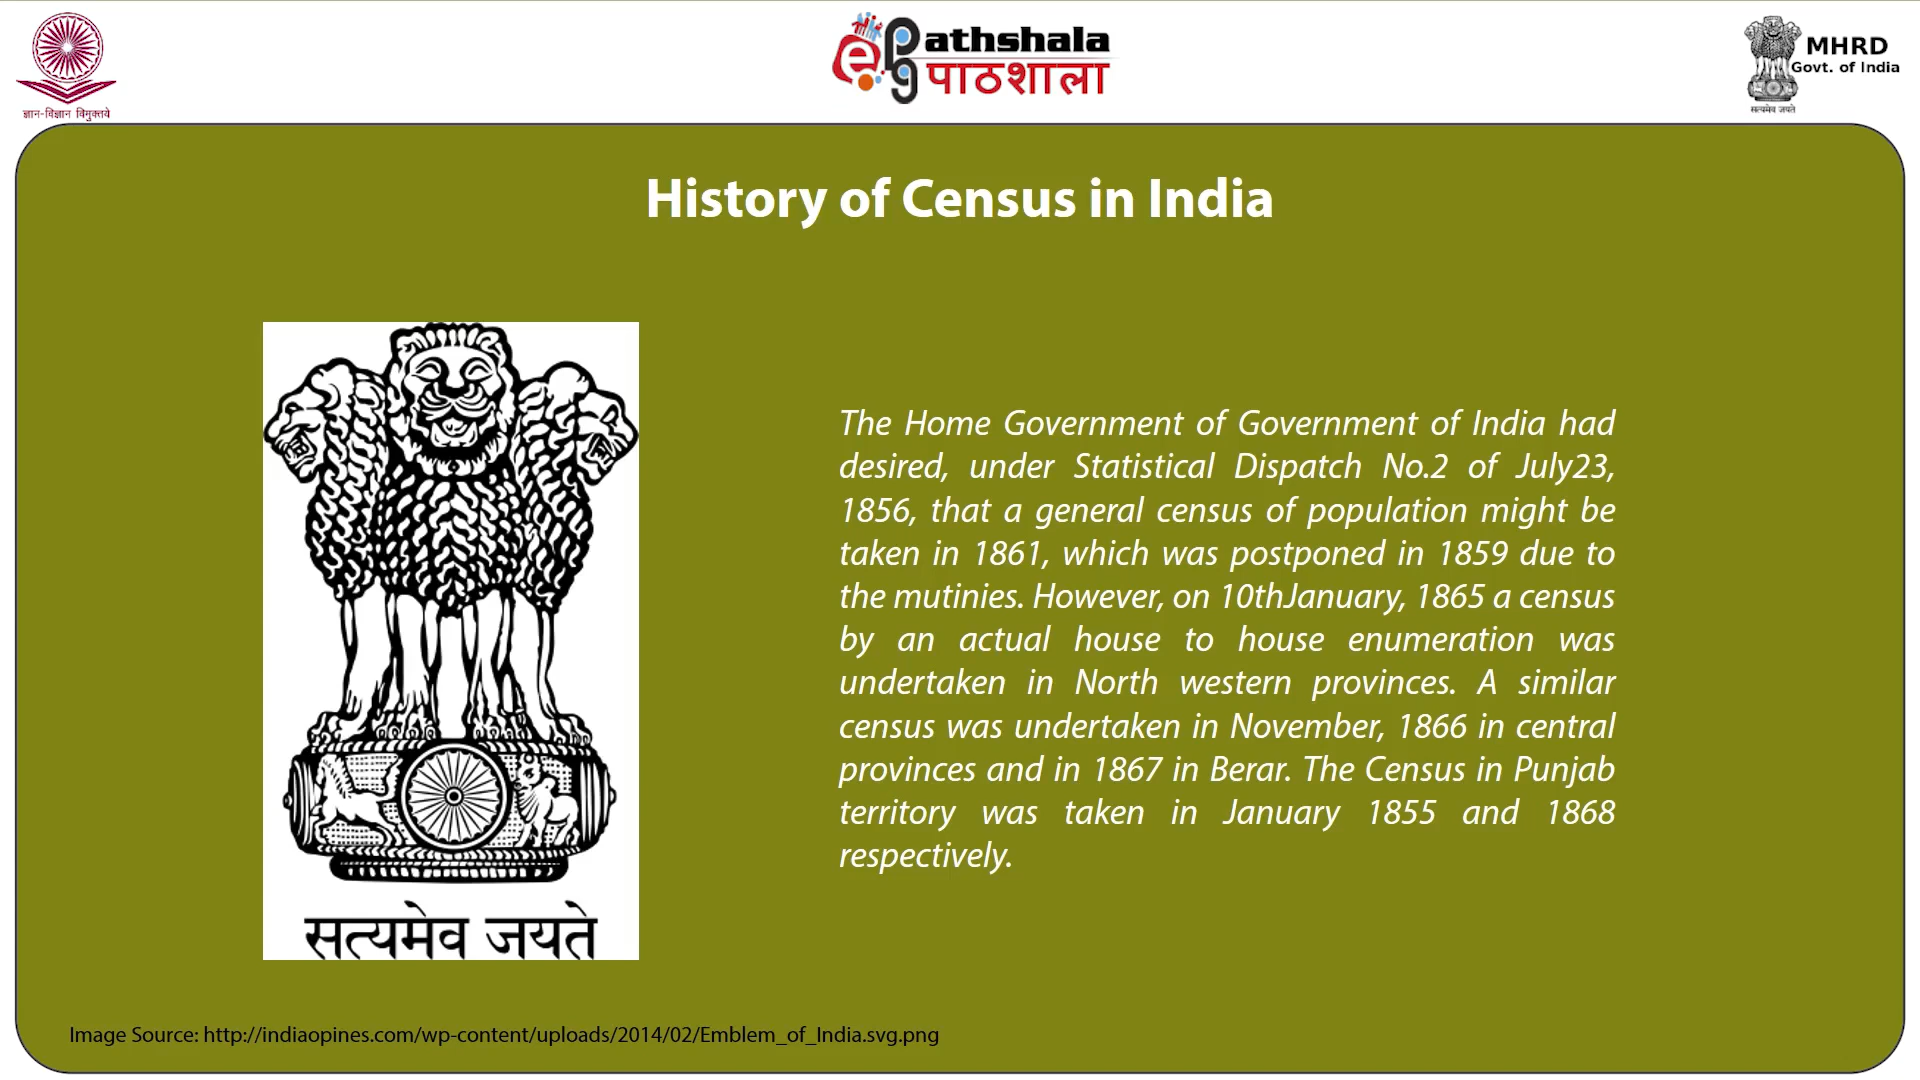 ज्ञान-विज्ञान विमुक्तये
e Pathshala
पाठशाला
MHRD
Govt. of India
सत्यमेव जयते
History of Census in India
The Home Government of Government of India had
desired, under Statistical Dispatch No.2 of July23,
1856, that a general census of population might be
taken in 1861, which was postponed in 1859 due to
the mutinies. However, on 10thJanuary, 1865 a census
by an actual house to house enumeration was
undertaken in North western provinces. A similar
census was undertaken in November, 1866 in central
provinces and in 1867 in Berar. The Census in Punjab
territory was taken in January 1855 and 1868
respectively.
सत्यमेव जयते
Image Source: http://indiaopines.com/wp-content/uploads/2014/02/Emblem_of_India.svg.png